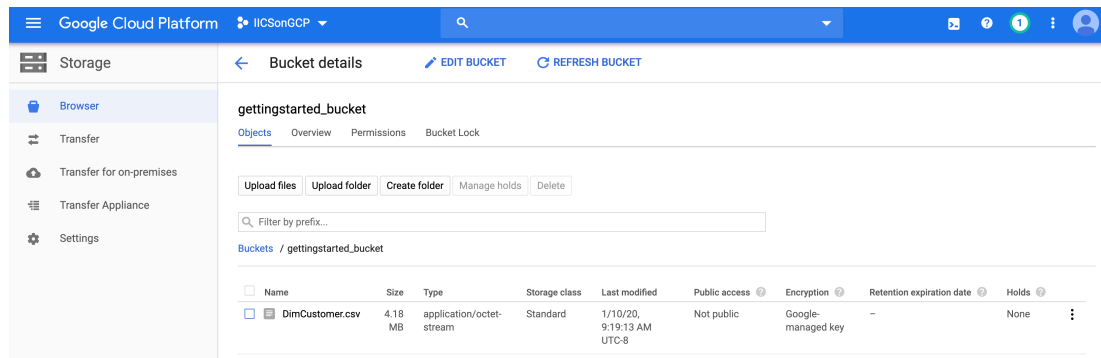 Google Cloud Platform
IICSonGCP
1
Storage
Bucket details
EDIT BUCKET
REFRESH BUCKET
Browser
Transfer
Transfer for on-premises
Transfer Appliance
Settings
gettingstarted_bucket
Objects Overview Permissions Bucket Lock
Upload files Upload folder Create folder Manage holds Delete
Filter by prefix...
Buckets / gettingstarted_bucket
Name Size Type Storage class Last modified Public access ? Encryption ? Retention expiration date ? Holds ?
DimCustomer.csv 4.18 application/octet- Standard 1/10/20, Not public Google- – None
MB stream 9:19:13 AM managed key
UTC-8